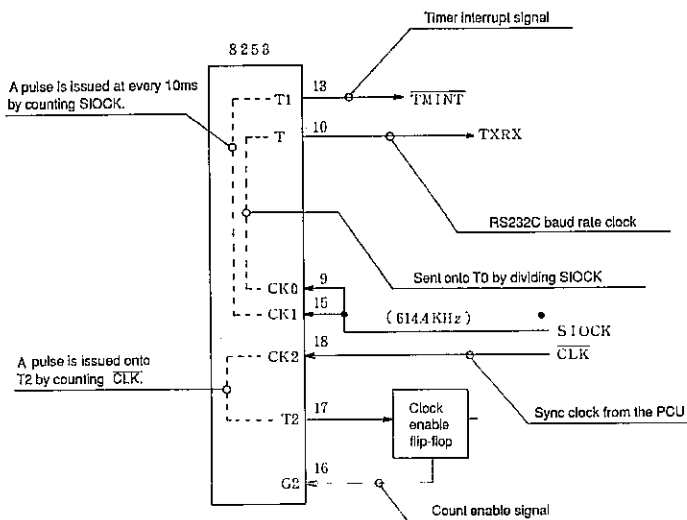 Timer interrupt signal
8253
A pulse is issued at every 10ms
by counting SIOCK.
T1
13
TMINT
T
10
TXRX
RS232C baud rate clock
Sent onto T0 by dividing SIOCK
CK0
9
CK1
15
(614.4KHz)
SIOCK
CLK
A pulse is issued onto
T2 by counting CLK.
CK2
18
Sync clock from the PCU
T2
17
Clock
enable
flip-flop
G2
16
Count enable signal